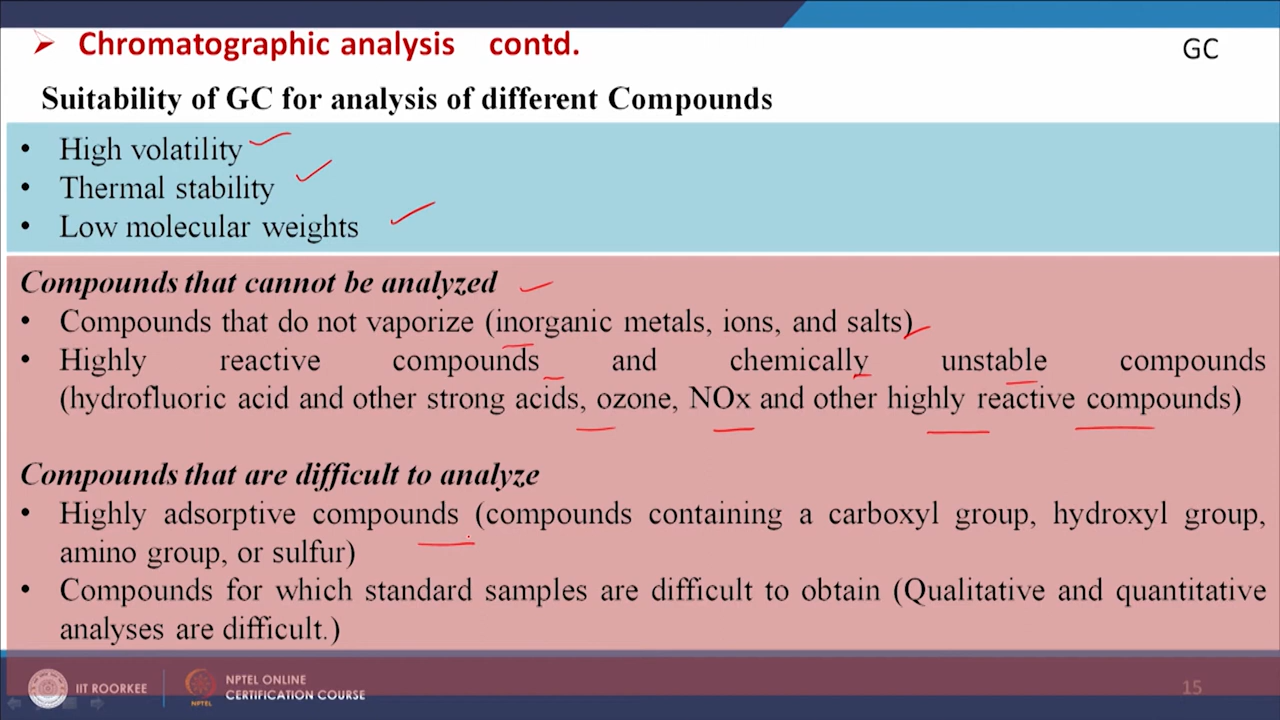 Chromatographic analysis contd.
GC
Suitability of GC for analysis of different Compounds
• High volatility
• Thermal stability
• Low molecular weights
Compounds that cannot be analyzed
• Compounds that do not vaporize (inorganic metals, ions, and salts)
• Highly reactive compounds and chemically unstable compounds
(hydrofluoric acid and other strong acids, ozone, NOx and other highly reactive compounds)
Compounds that are difficult to analyze
• Highly adsorptive compounds (compounds containing a carboxyl group, hydroxyl group,
amino group, or sulfur)
• Compounds for which standard samples are difficult to obtain (Qualitative and quantitative
analyses are difficult.)
IIT ROORKEE
NPTEL
NPTEL ONLINE
CERTIFICATION COURSE
15